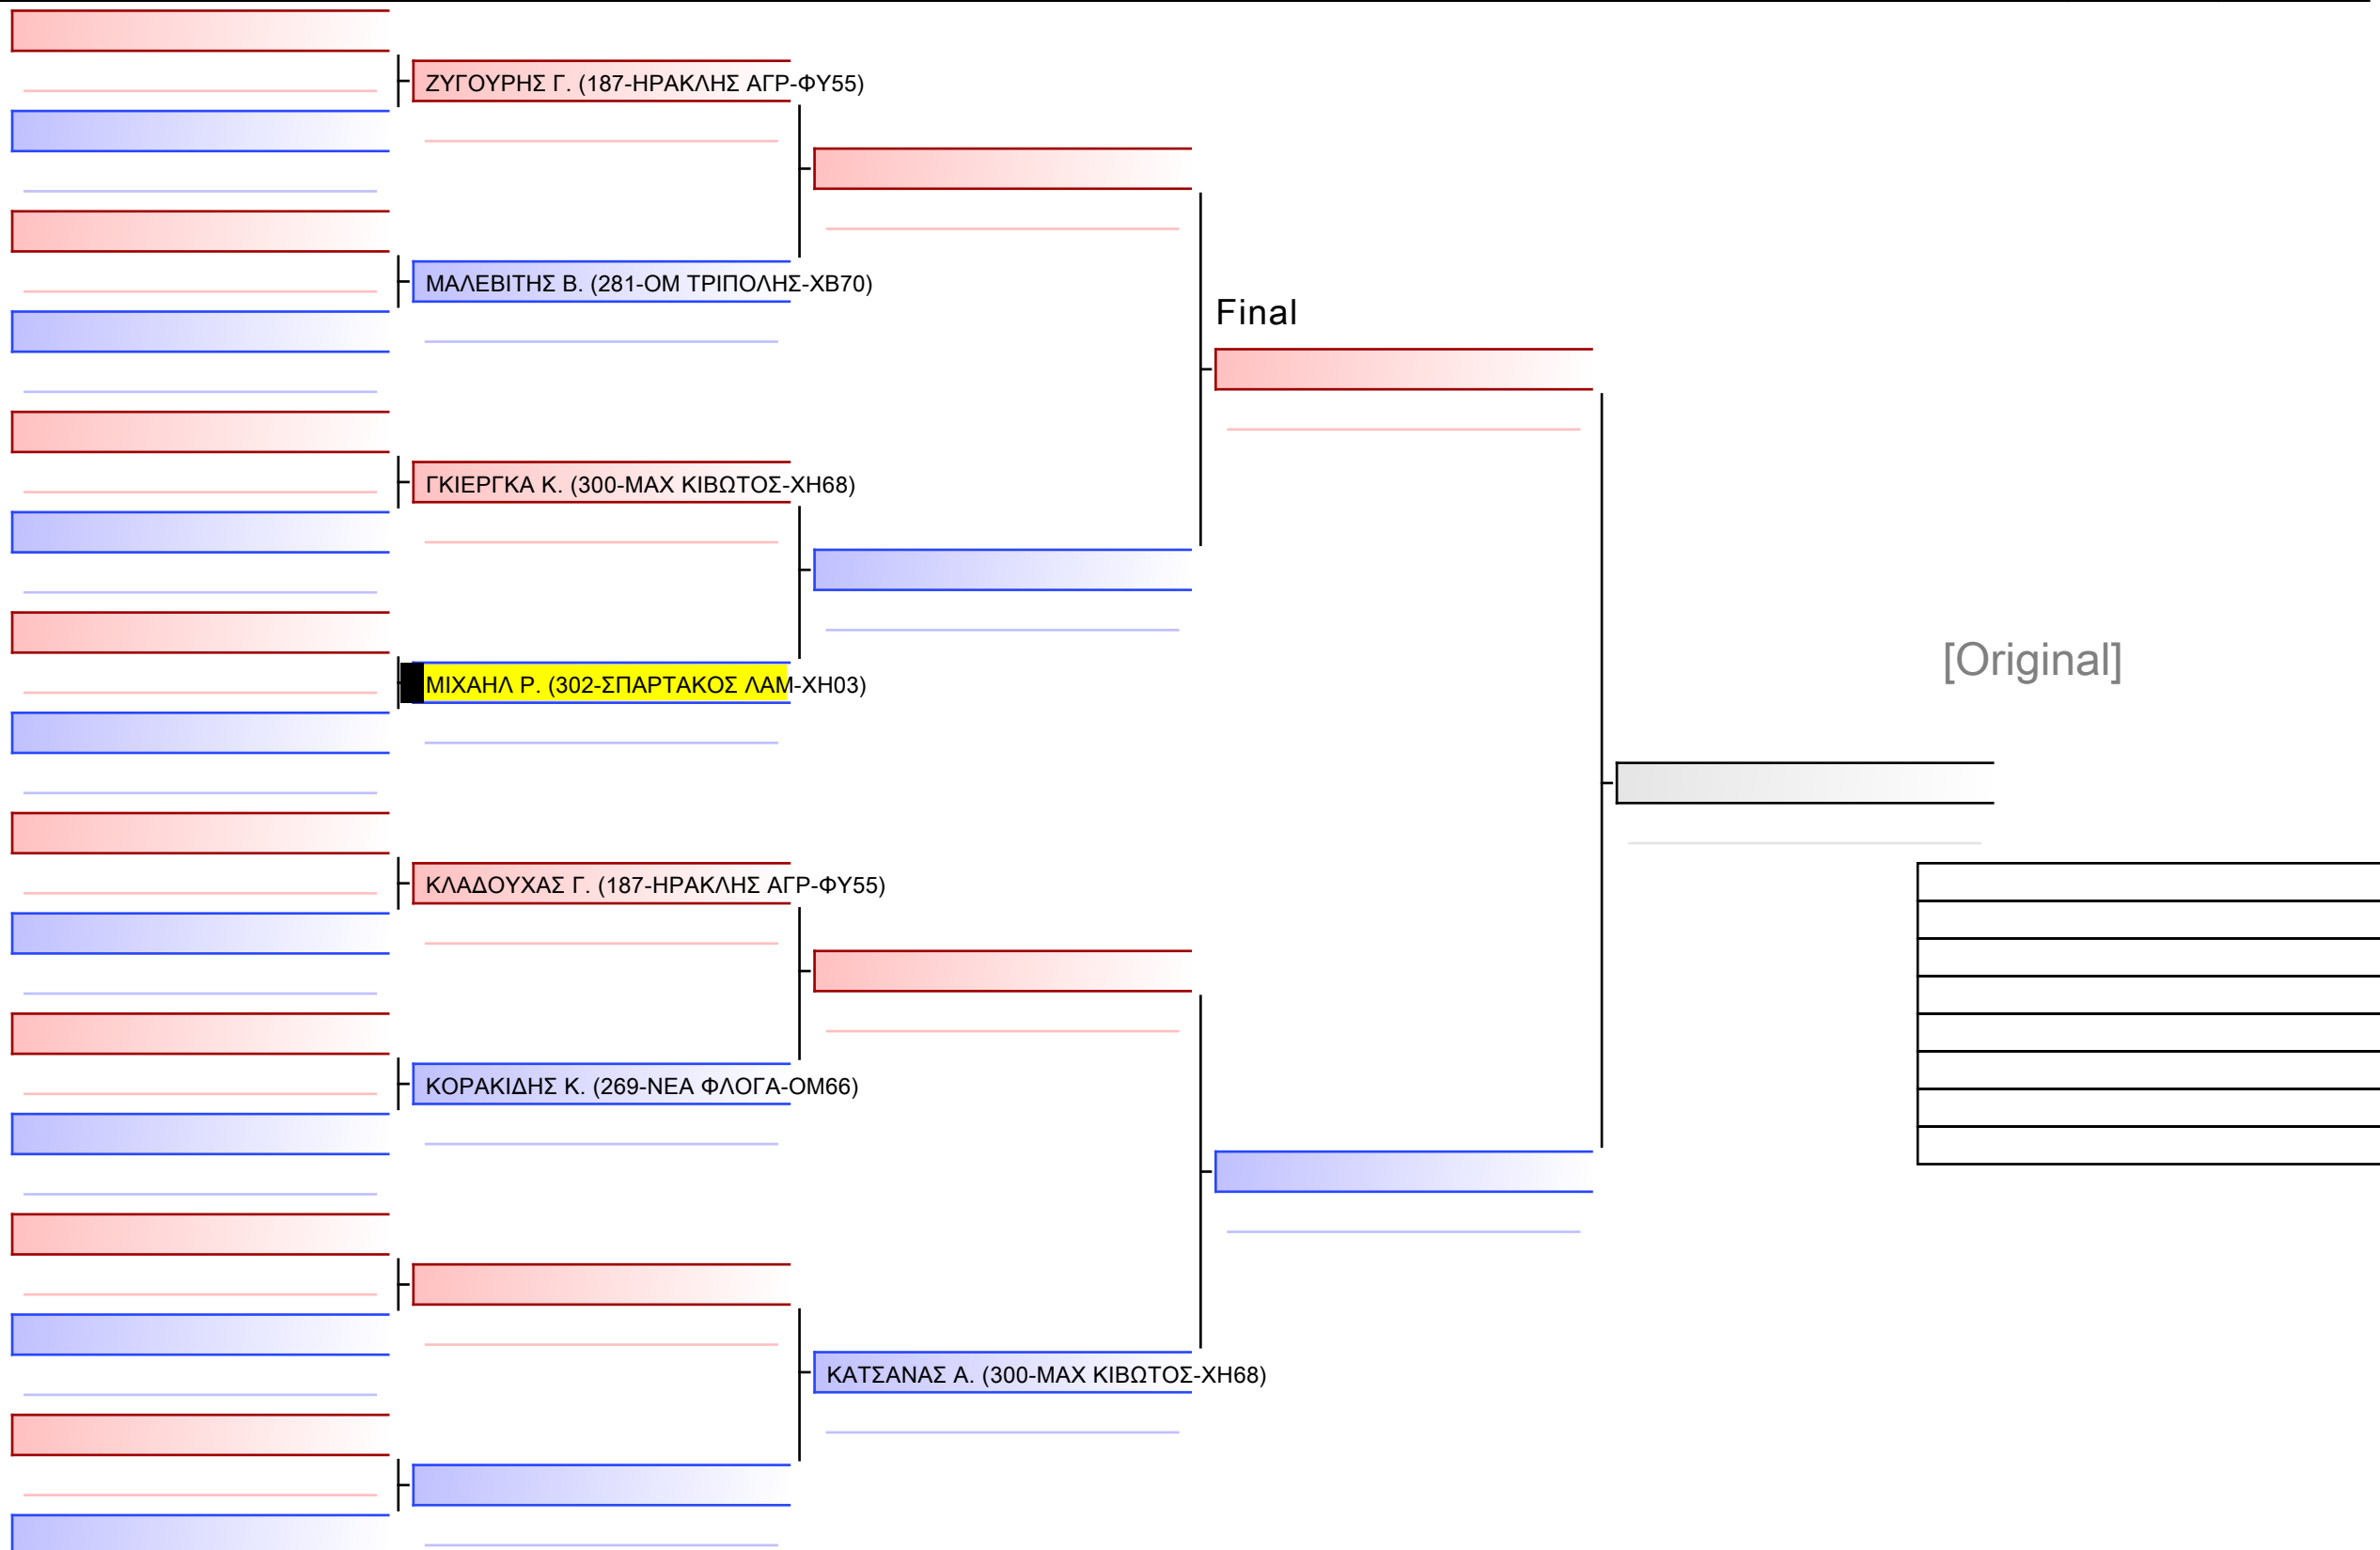 ΖΥΓΟΥΡΗΣ Γ. (187-ΗΡΑΚΛΗΣ ΑΓΡ-ΦΥ55)
ΜΑΛΕΒΙΤΗΣ Β. (281-ΟΜ ΤΡΙΠΟΛΗΣ-ΧΒ70)
Final
ΓΚΙΕΡΓΚΑ Κ. (300-ΜΑΧ ΚΙΒΩΤΟΣ-ΧΗ68)
[Original]
ΜΙΧΑΗΛ Ρ. (302-ΣΠΑΡΤΑΚΟΣ ΛΑΜ-ΧΗ03)
ΚΛΑΔΟΥΧΑΣ Γ. (187-ΗΡΑΚΛΗΣ ΑΓΡ-ΦΥ55)
ΚΟΡΑΚΙΔΗΣ Κ. (269-ΝΕΑ ΦΛΟΓΑ-ΟΜ66)
ΚΑΤΣΑΝΑΣ Α. (300-ΜΑΧ ΚΙΒΩΤΟΣ-ΧΗ68)